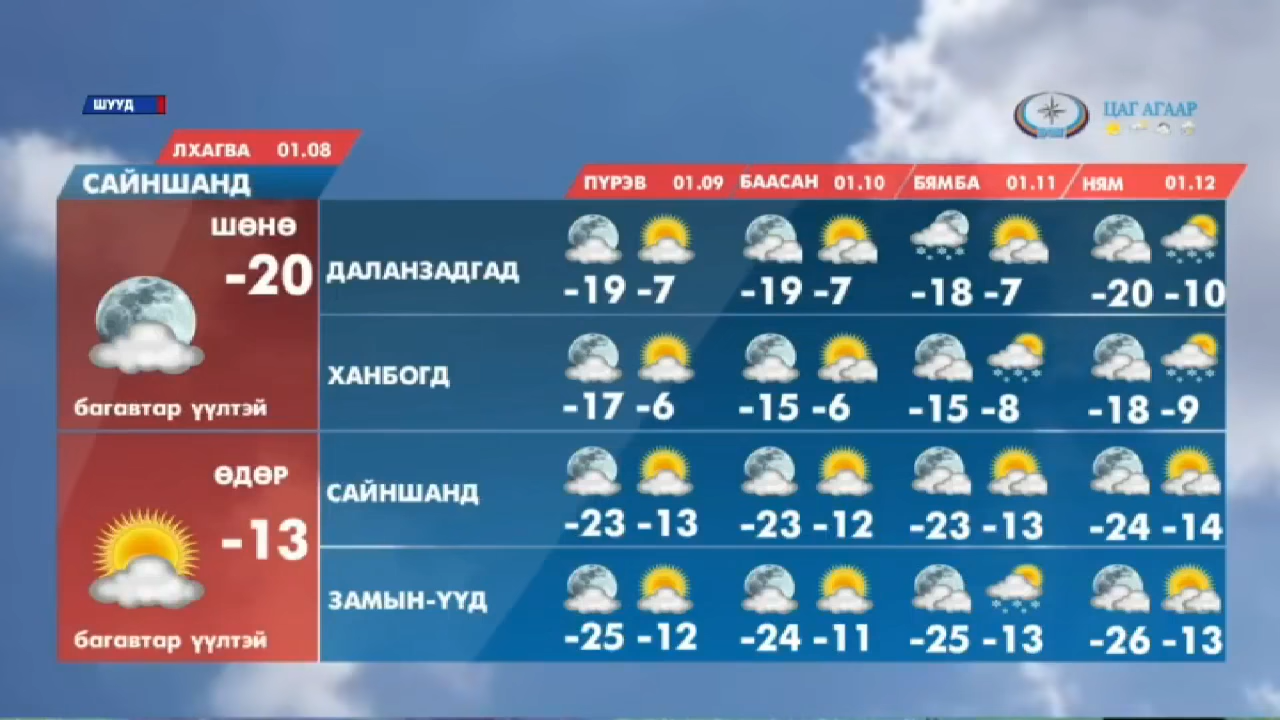 ШУУД
ЦАГ АГААР
ЛХАГВА 01.08
САЙНШАНД
ПҮРЭВ 01.09 БААСАН 01.10 БЯМБА 01.11 НЯМ 01.12
ШӨНӨ
-20
багавтар үүлтэй
ӨДӨР
-13
багавтар үүлтэй
ДАЛАНЗАДГАД
-19 -7 -19 -7 -18 -7 -20 -10
ХАНБОГД
-17 -6 -15 -6 -15 -8 -18 -9
САЙНШАНД
-23 -13 -23 -12 -23 -13 -24 -14
ЗАМЫН-ҮҮД
-25 -12 -24 -11 -25 -13 -26 -13